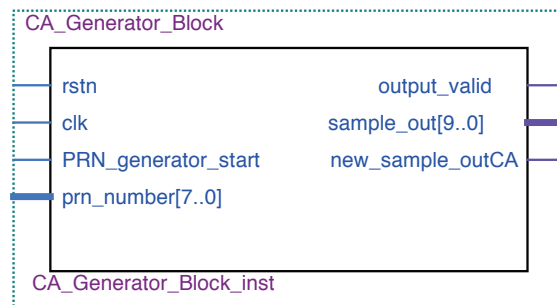 CA_Generator_Block
rstn
output_valid
clk
sample_out[9..0]
PRN_generator_start
new_sample_outCA
prn_number[7..0]
CA_Generator_Block_inst